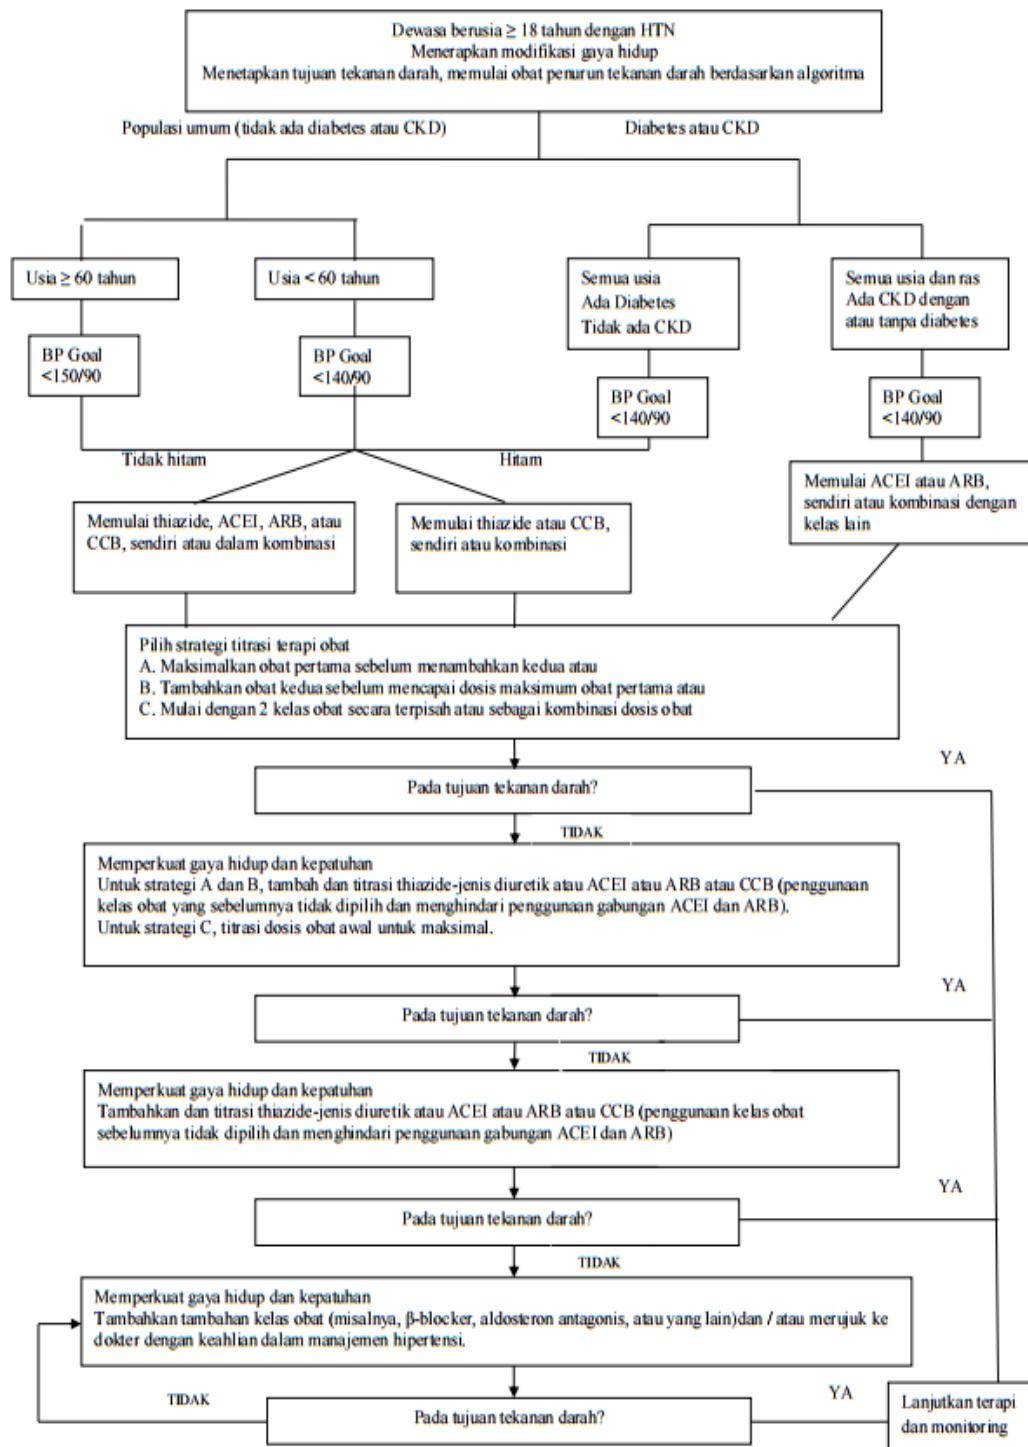 Dewasa berusia ≥ 18 tahun dengan HTN
Menerapkan modifikasi gaya hidup
Menetapkan tujuan tekanan darah, memulai obat penurun tekanan darah berdasarkan algoritma
Populasi umum (tidak ada diabetes atau CKD)
Diabetes atau CKD
Usia ≥ 60 tahun
Usia < 60 tahun
Semua usia
Ada Diabetes
Tidak ada CKD
Semua usia dan ras
Ada CKD dengan
atau tanpa diabetes
BP Goal
<150/90
BP Goal
<140/90
BP Goal
<140/90
BP Goal
<140/90
Tidak hitam
Hitam
Memulai thiazide, ACEI, ARB, atau
CCB, sendiri atau dalam kombinasi
Memulai thiazide atau CCB,
sendiri atau kombinasi
Memulai ACEI atau ARB,
sendiri atau kombinasi dengan
kelas lain
Pilih strategi titrasi terapi obat
A. Maksimalkan obat pertama sebelum menambahkan kedua atau
B. Tambahkan obat kedua sebelum mencapai dosis maksimum obat pertama atau
C. Mulai dengan 2 kelas obat secara terpisah atau sebagai kombinasi dosis obat
YA
Pada tujuan tekanan darah?
TIDAK
Memperkuat gaya hidup dan kepatuhan
Untuk strategi A dan B, tambah dan titrasi thiazide-jenis diuretik atau ACEI atau ARB atau CCB (penggunaan
kelas obat yang sebelumnya tidak dipilih dan menghindari penggunaan gabungan ACEI dan ARB).
Untuk strategi C, titrasi dosis obat awal untuk maksimal.
YA
Pada tujuan tekanan darah?
TIDAK
Memperkuat gaya hidup dan kepatuhan
Tambahkan dan titrasi thiazide-jenis diuretik atau ACEI atau ARB atau CCB (penggunaan kelas obat
sebelumnya tidak dipilih dan menghindari penggunaan gabungan ACEI dan ARB)
YA
Pada tujuan tekanan darah?
TIDAK
Memperkuat gaya hidup dan kepatuhan
Tambahkan tambahan kelas obat (misalnya, β-blocker, aldosteron antagonis, atau yang lain)dan / atau merujuk ke
dokter dengan keahlian dalam manajemen hipertensi.
TIDAK
Pada tujuan tekanan darah?
YA
Lanjutkan terapi
dan monitoring